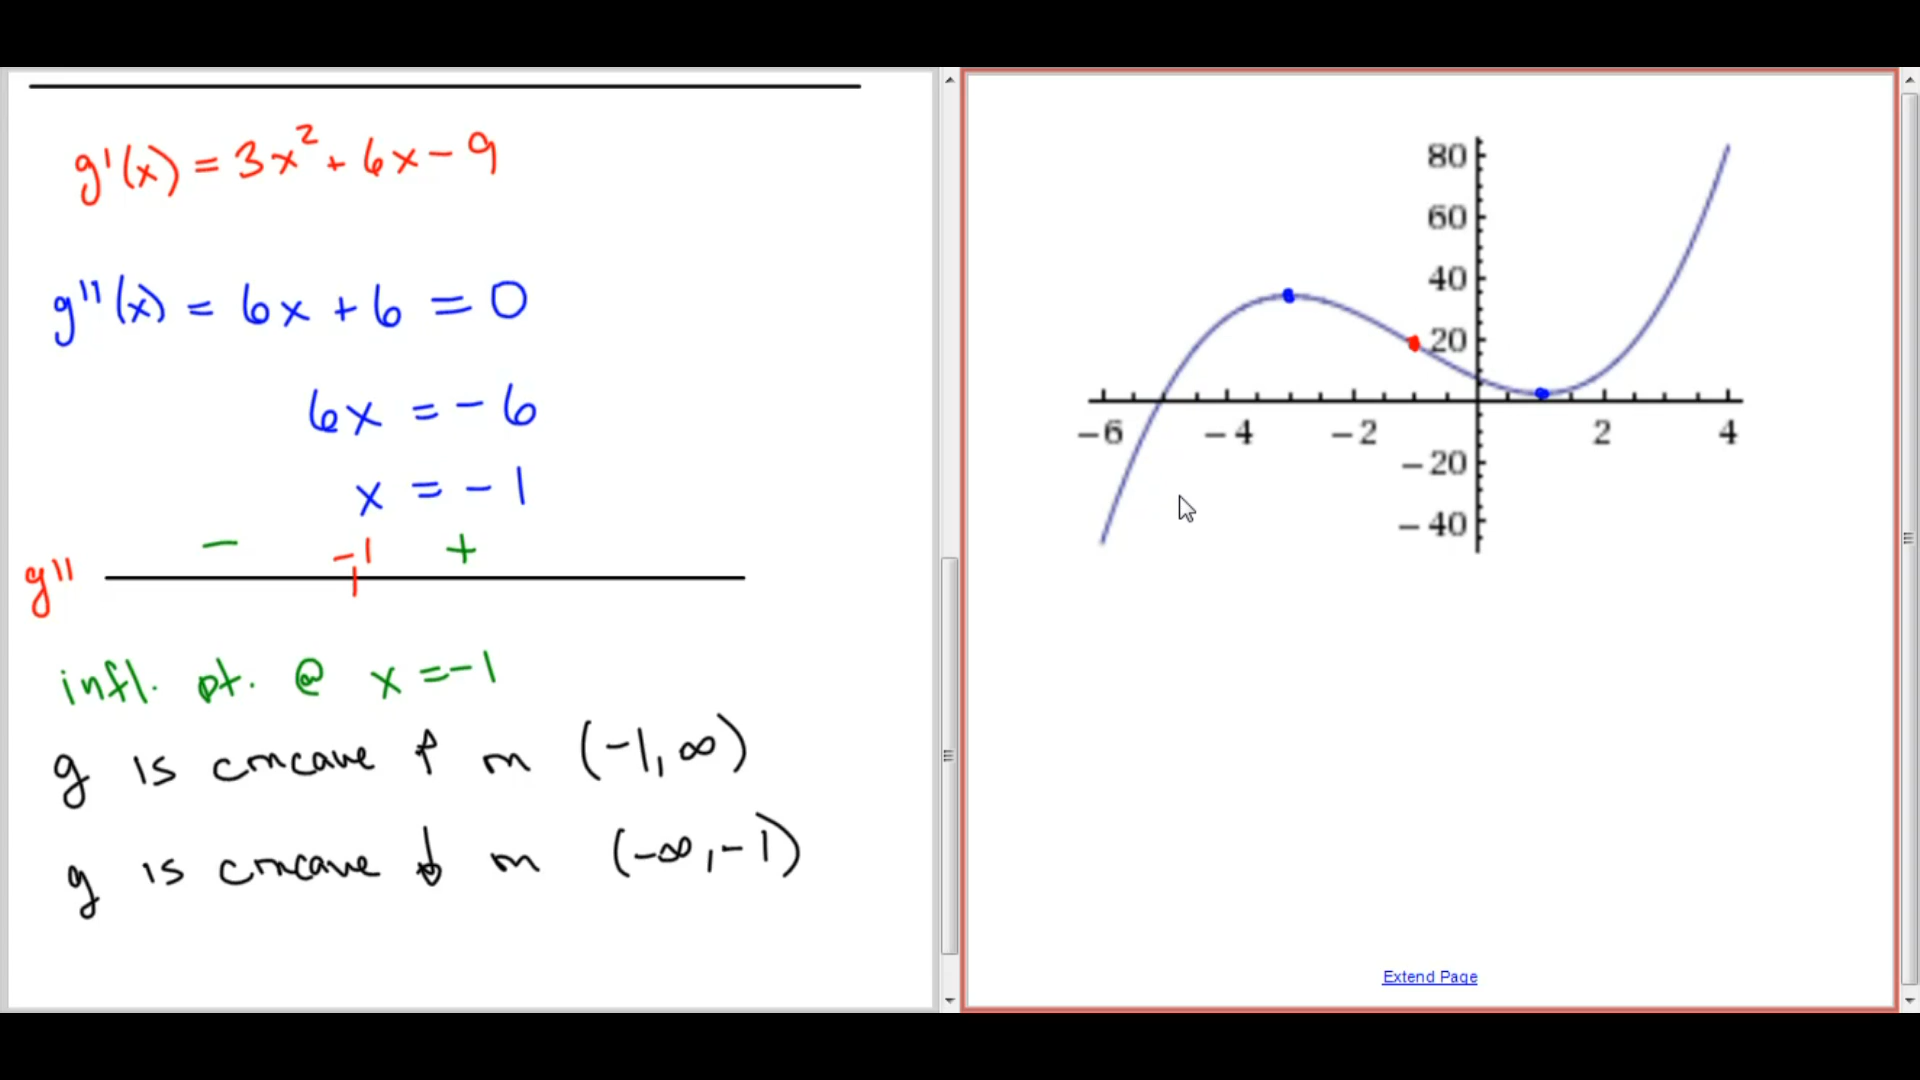 g'(x) = 3x² + 6x - 9
g''(x) = 6x + 6 = 0
6x = -6
x = -1
- -1 +
g''
infl. pt. @ x = -1
g is concave ↑ on (-1, ∞)
g is concave ↓ on (-∞, -1)
80
60
40
20
-6 -4 -2 2 4
-20
-40
Extend Page